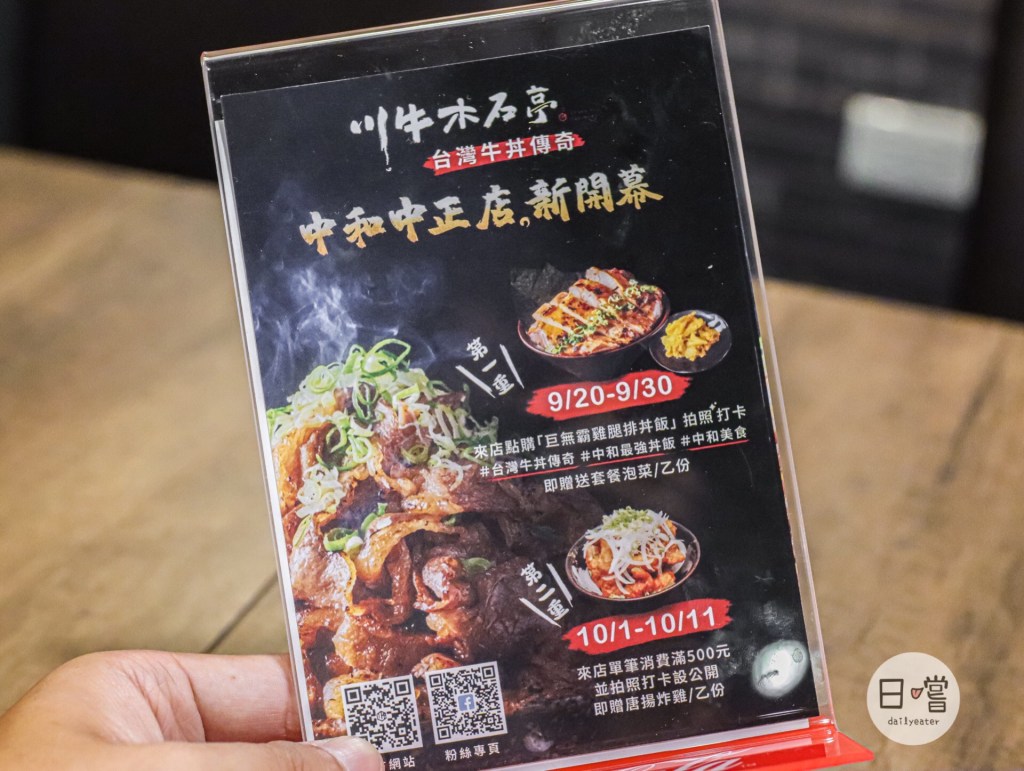 川牛木石亭
台灣牛丼傳奇
中和中正店,新開幕
第一重
9/20-9/30
來店點購「巨無霸雞腿排丼飯」拍照打卡
#台灣牛丼傳奇 #中和最強丼飯 #中和美食
即贈送套餐泡菜/乙份
第二重
10/1-10/11
來店單筆消費滿500元
並拍照打卡設公開
即贈唐揚炸雞/乙份
網站
粉絲專頁
日嚐
dailyeater